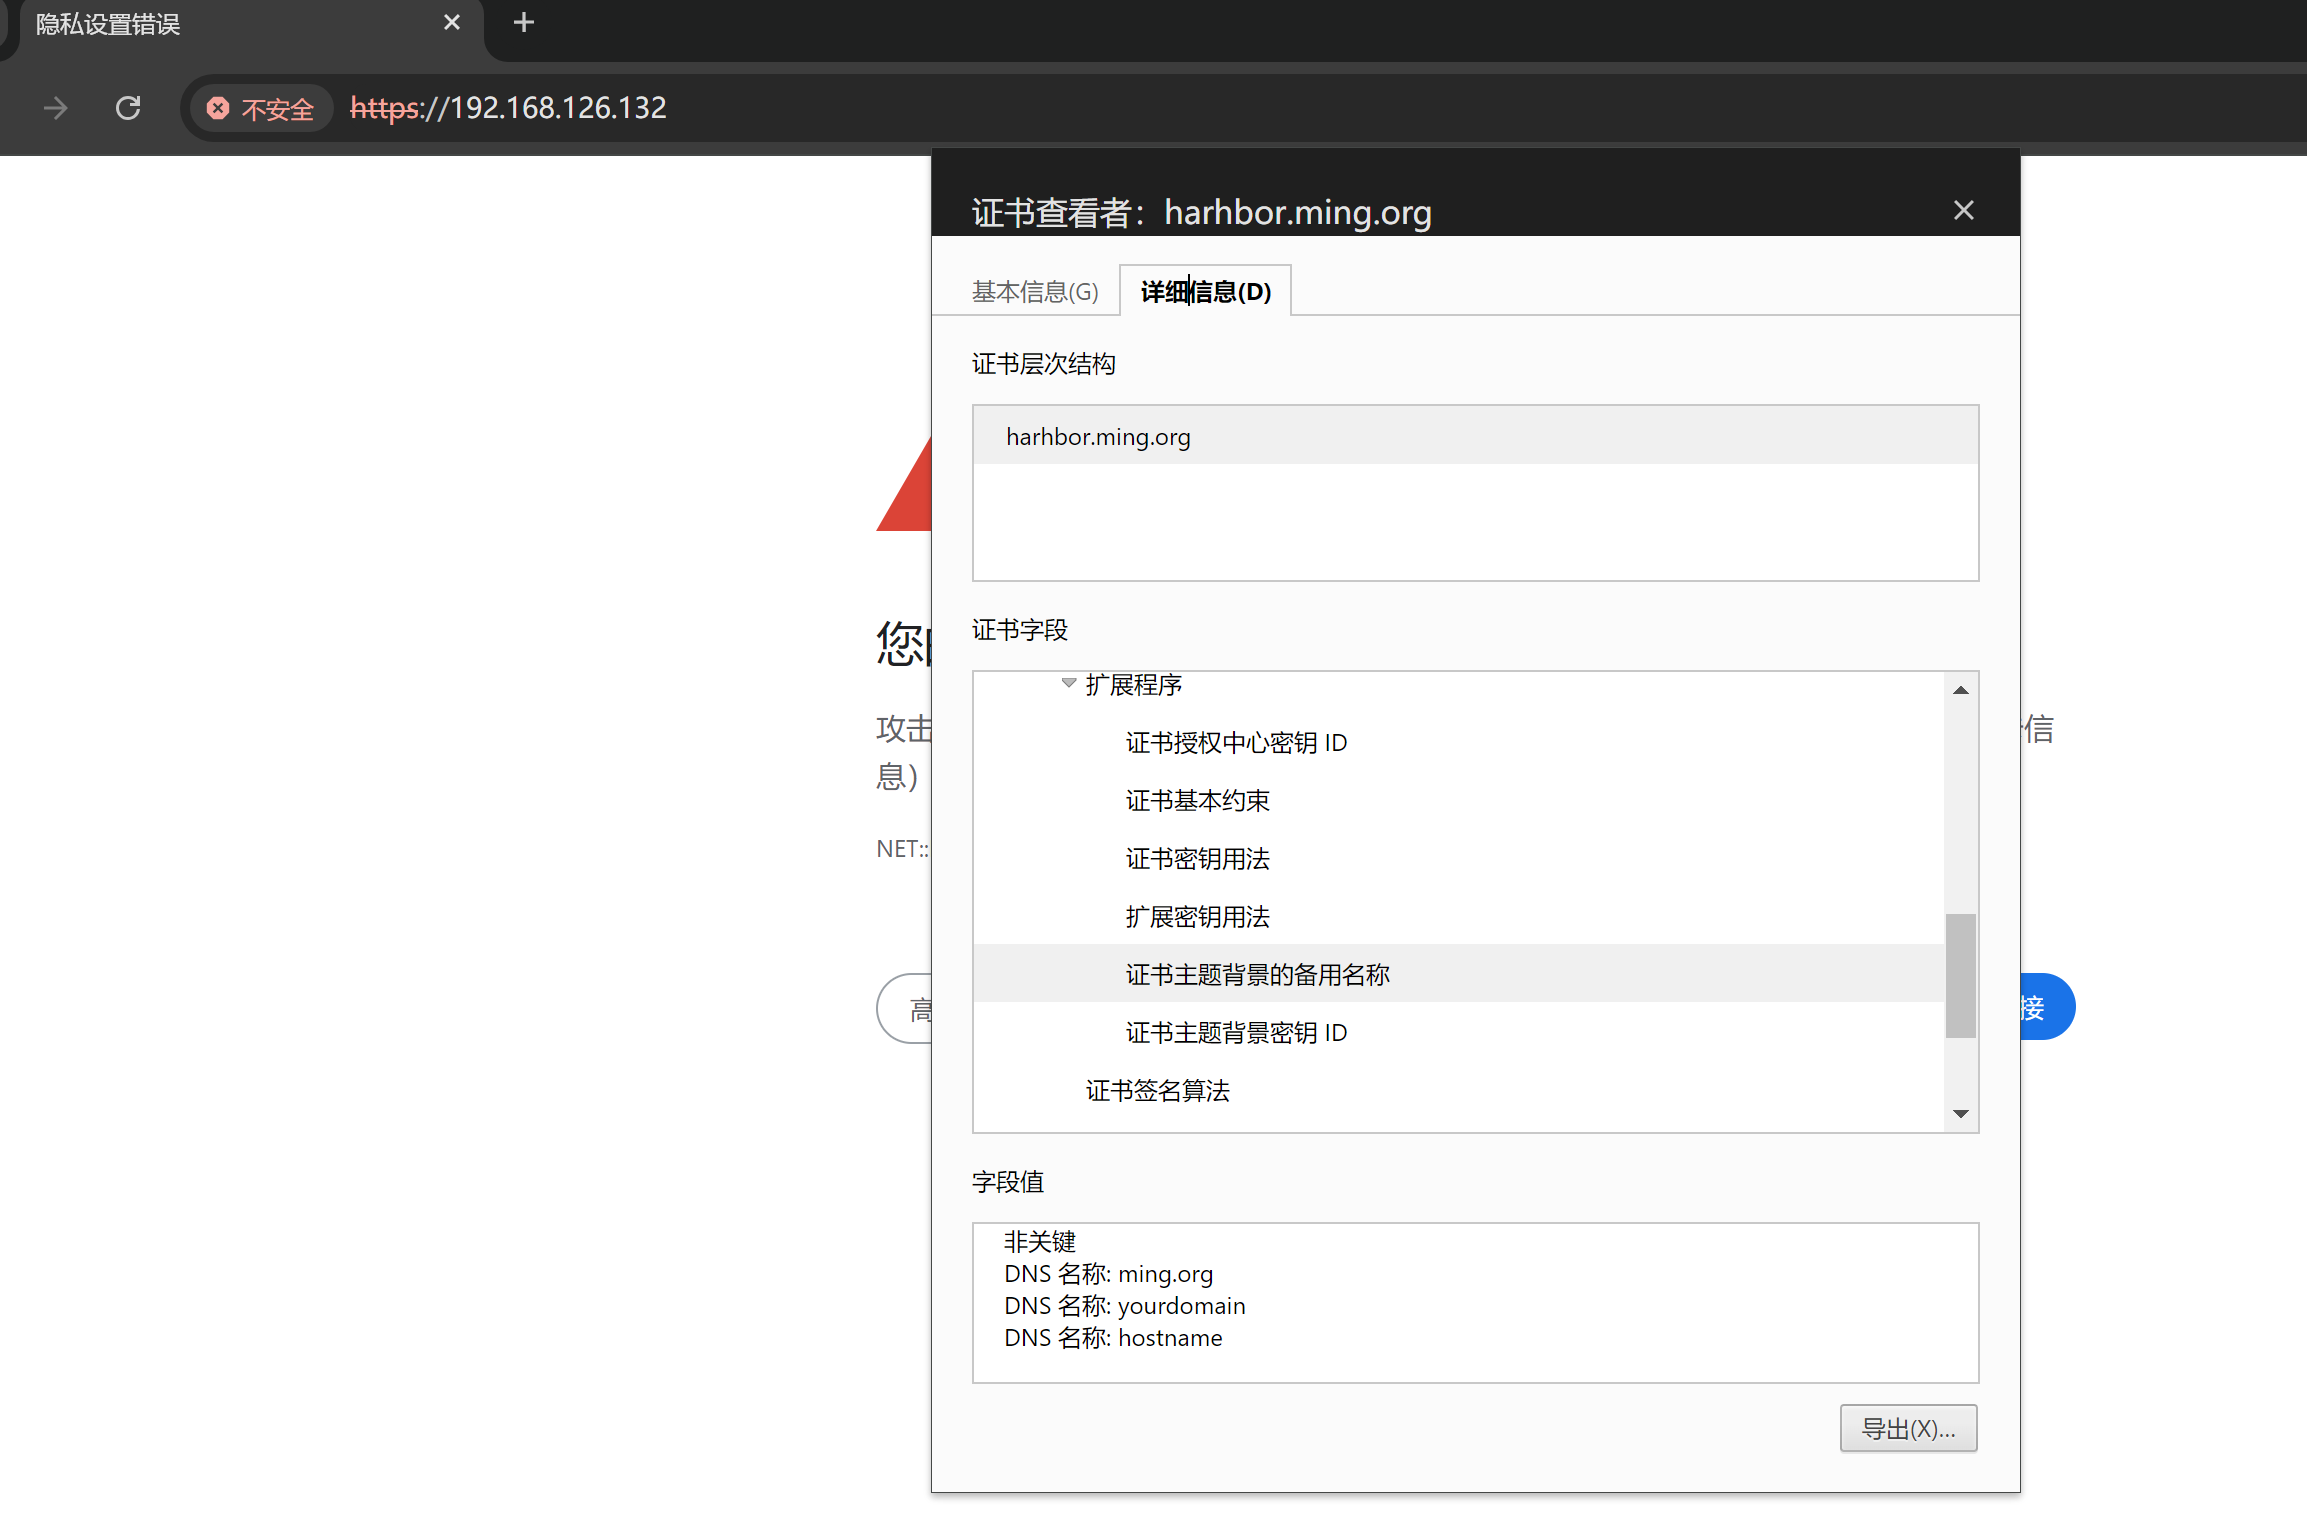 隐私设置错误
不安全 https://192.168.126.132
证书查看者：harhbor.ming.org
基本信息(G) 详细信息(D)
证书层次结构
harhbor.ming.org
您
证书字段
扩展程序
攻击
信
证书授权中心密钥 ID
息）
证书基本约束
NET::
证书密钥用法
扩展密钥用法
证书主题背景的备用名称
高
接
证书主题背景密钥 ID
证书签名算法
字段值
非关键
DNS 名称: ming.org
DNS 名称: yourdomain
DNS 名称: hostname
导出(X)...